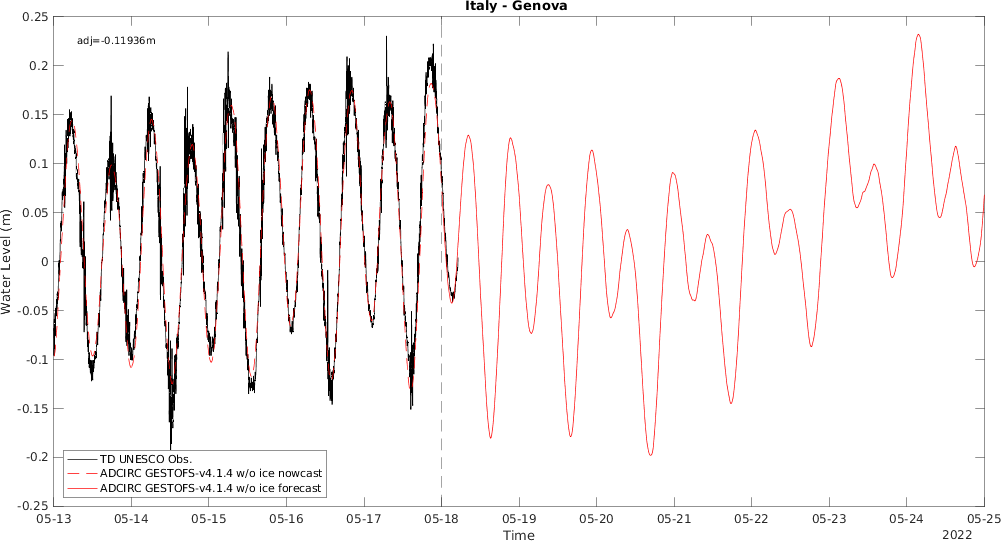 Italy - Genova
adj=-0.11936m
Water Level (m)
0.25
0.2
0.15
0.1
0.05
0
-0.05
-0.1
-0.15
-0.2
-0.25
TD UNESCO Obs.
ADCIRC GESTOFS-v4.1.4 w/o ice nowcast
ADCIRC GESTOFS-v4.1.4 w/o ice forecast
05-13 05-14 05-15 05-16 05-17 05-18 05-19 05-20 05-21 05-22 05-23 05-24 05-25
Time
2022